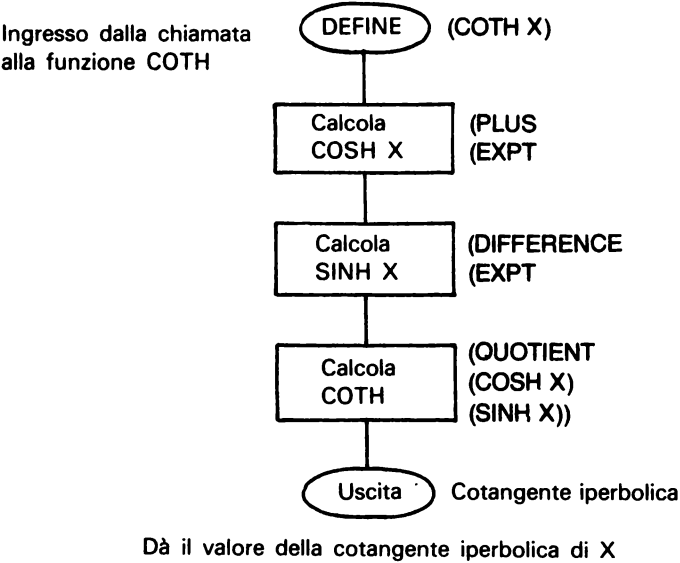 Ingresso dalla chiamata
alla funzione COTH
DEFINE
(COTH X)
Calcola
COSH X
(PLUS
(EXPT
Calcola
SINH X
(DIFFERENCE
(EXPT
Calcola
COTH
(QUOTIENT
(COSH X)
(SINH X))
Uscita
Cotangente iperbolica
Dà il valore della cotangente iperbolica di X